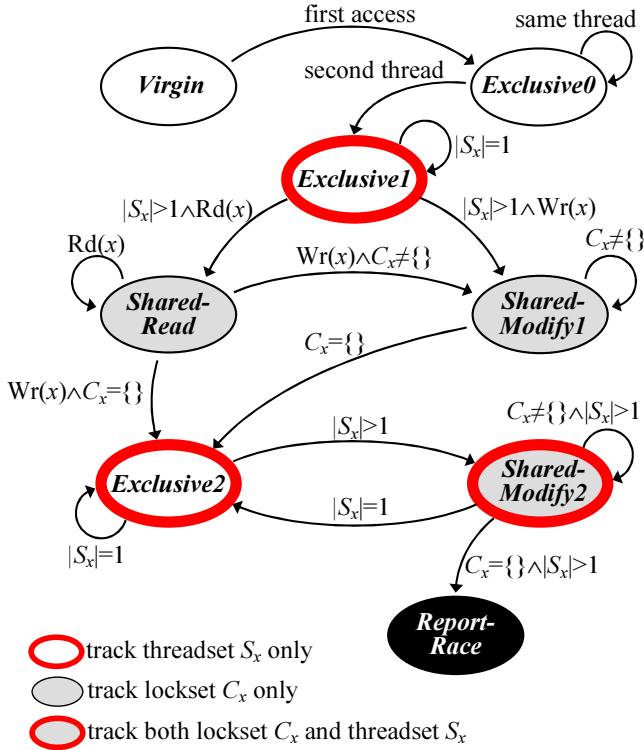 first access
same thread
Virgin
Exclusive0
second thread
|Sx|=1
Exclusive1
|Sx|>1∧Rd(x)
|Sx|>1∧Wr(x)
Rd(x)
Wr(x)∧Cx≠{}
Cx≠{}
Shared-
Read
Shared-
Modify1
Cx={}
Wr(x)∧Cx={}
Cx≠{}∧|Sx|>1
|Sx|>1
Exclusive2
Shared-
Modify2
|Sx|=1
|Sx|=1
Cx={}∧|Sx|>1
Report-
Race
track threadset Sx only
track lockset Cx only
track both lockset Cx and threadset Sx